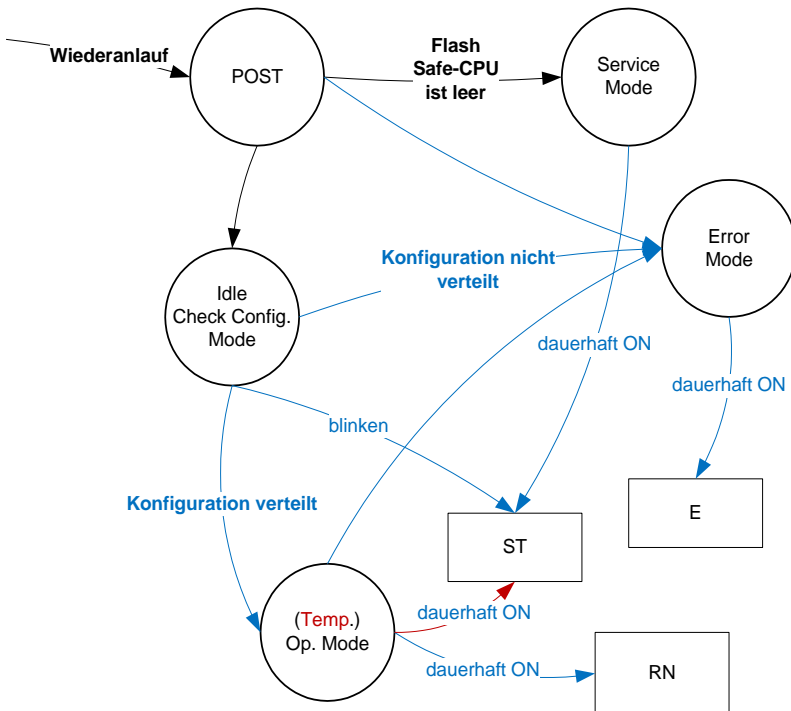 Wiederanlauf
POST
Flash
Safe-CPU
ist leer
Service
Mode
Konfiguration nicht
verteilt
Error
Mode
Idle
Check Config.
Mode
dauerhaft ON
dauerhaft ON
blinken
Konfiguration verteilt
E
ST
(Temp.)
Op. Mode
dauerhaft ON
dauerhaft ON
RN